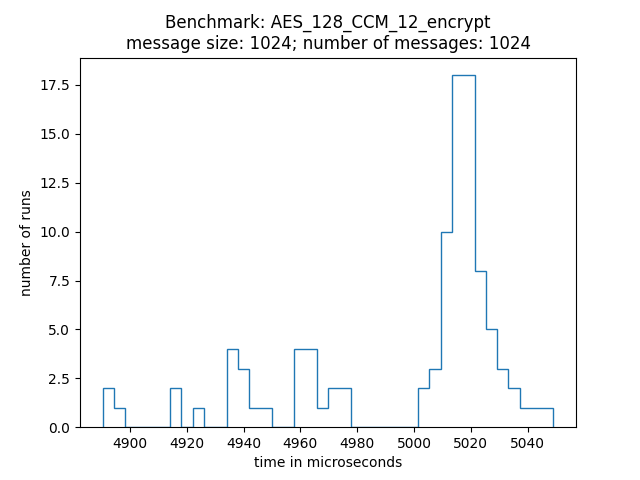 Benchmark: AES_128_CCM_12_encrypt
message size: 1024; number of messages: 1024
17.5
15.0
12.5
10.0
7.5
5.0
2.5
0.0
number of runs
4900 4920 4940 4960 4980 5000 5020 5040
time in microseconds